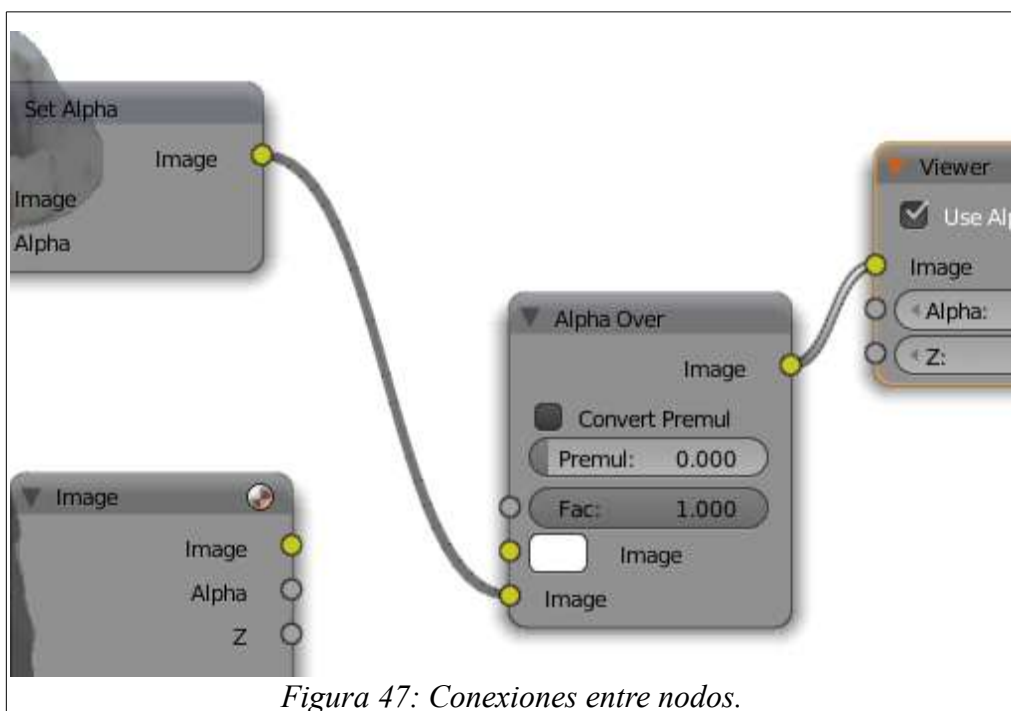 Set Alpha
Image
Image
Alpha
Viewer
Use Alp
Image
Alpha:
Z:
Alpha Over
Image
Convert Premul
Premul: 0.000
Fac: 1.000
Image
Image
Image
Image
Alpha
Z
Figura 47: Conexiones entre nodos.